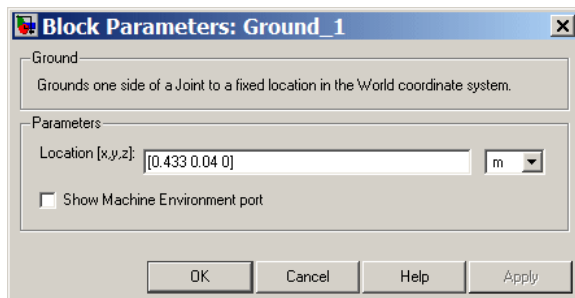 Block Parameters: Ground_1
Ground
Grounds one side of a Joint to a fixed location in the World coordinate system.
Parameters
Location [x,y,z]: [0.433 0.04 0] m
Show Machine Environment port
OK Cancel Help Apply